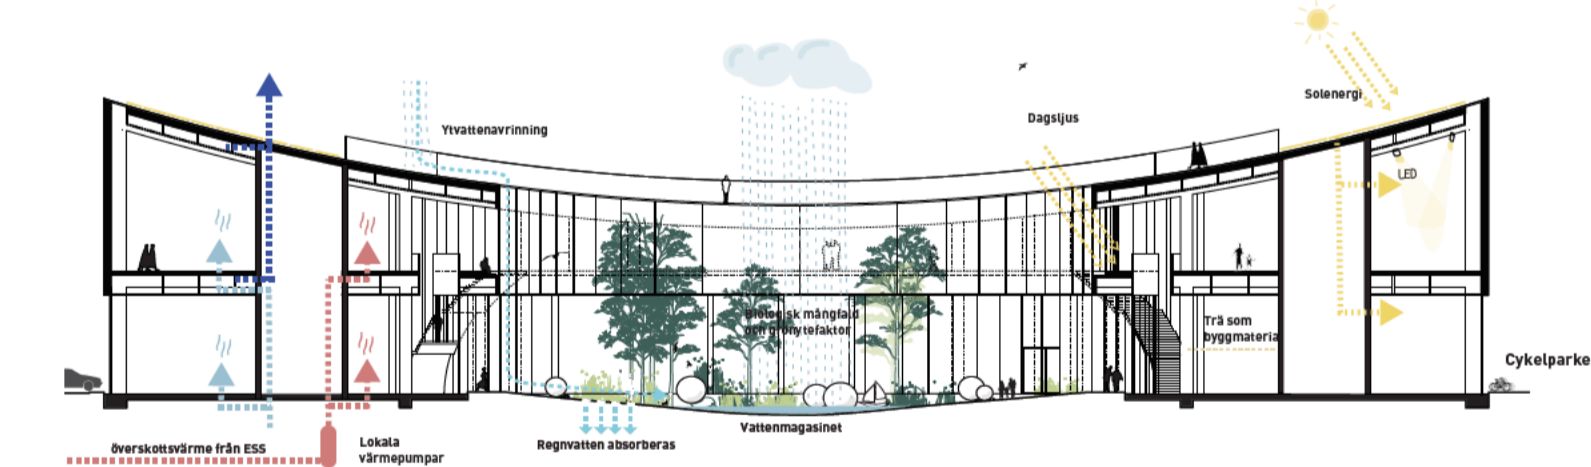 Solenergi
Dagsljus
Ytvattenavrinning
LED
Biologisk mångfald
och grönytefaktor
Trä som
byggmateria
Cykelparke
Vattenmagasinet
Regnvatten absorberas
överskottsvärme från ESS
Lokala
värmepumpar